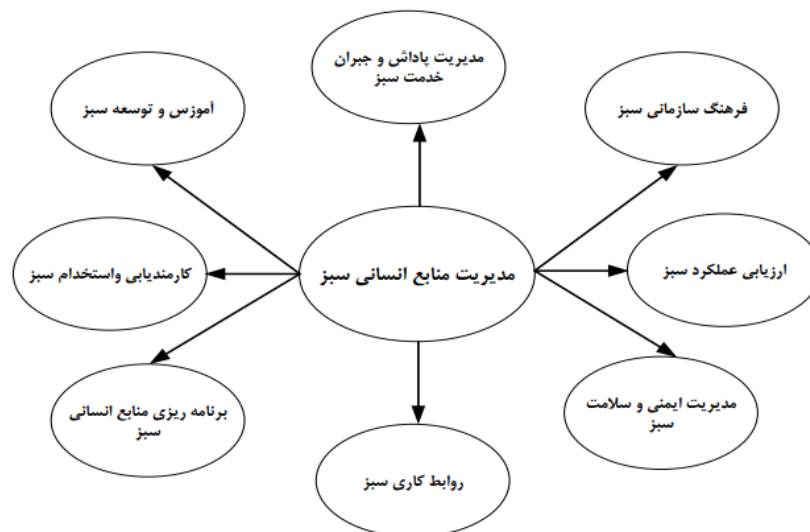 مدیریت پاداش و جبران
خدمت سبز
فرهنگ سازمانی سبز
آموزس و توسعه سبز
ارزیابی عملکرد سبز
مدیریت منابع انسانی سبز
کارمندیابی واستخدام سبز
مدیریت ایمنی و سلامت
سبز
برنامه ریزی منابع انسانی
سبز
روابط کاری سبز